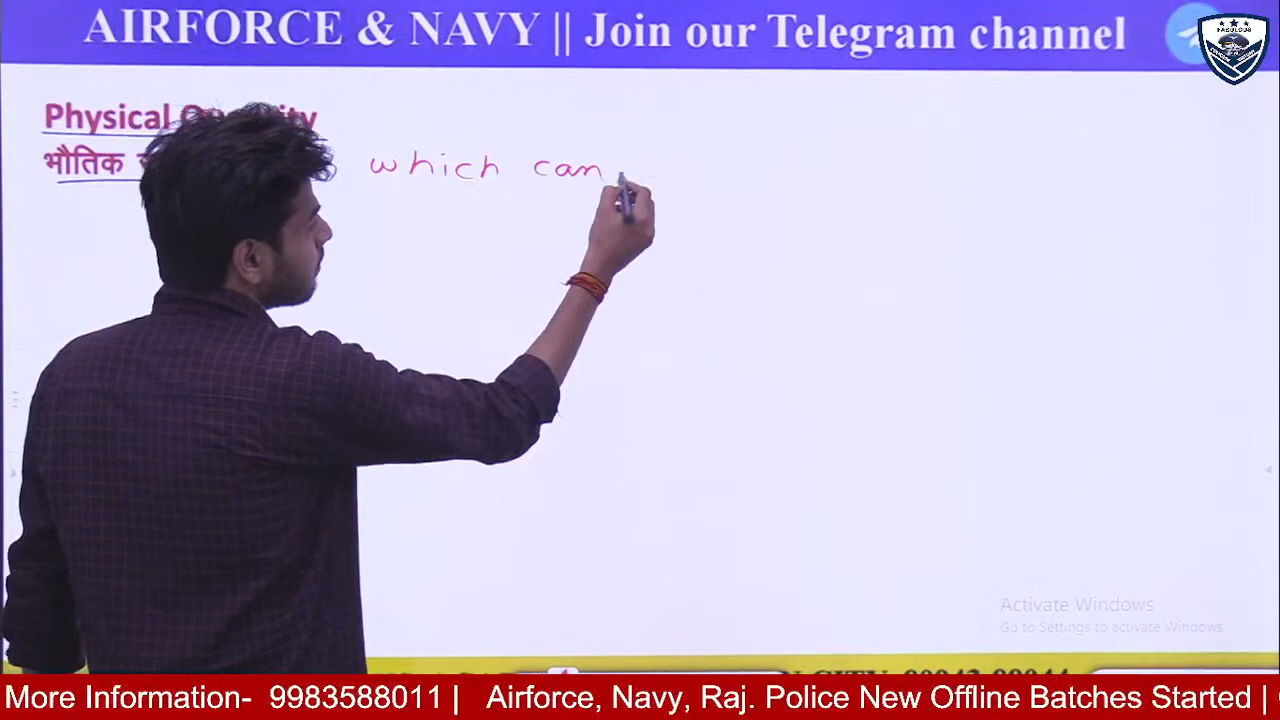 AIRFORCE & NAVY || Join our Telegram channel
FABULOUS
Physical
भौतिक
which can
Activate Windows
Go to Settings to activate Windows.
More Information- 9983588011 | Airforce, Navy, Raj. Police New Offline Batches Started |